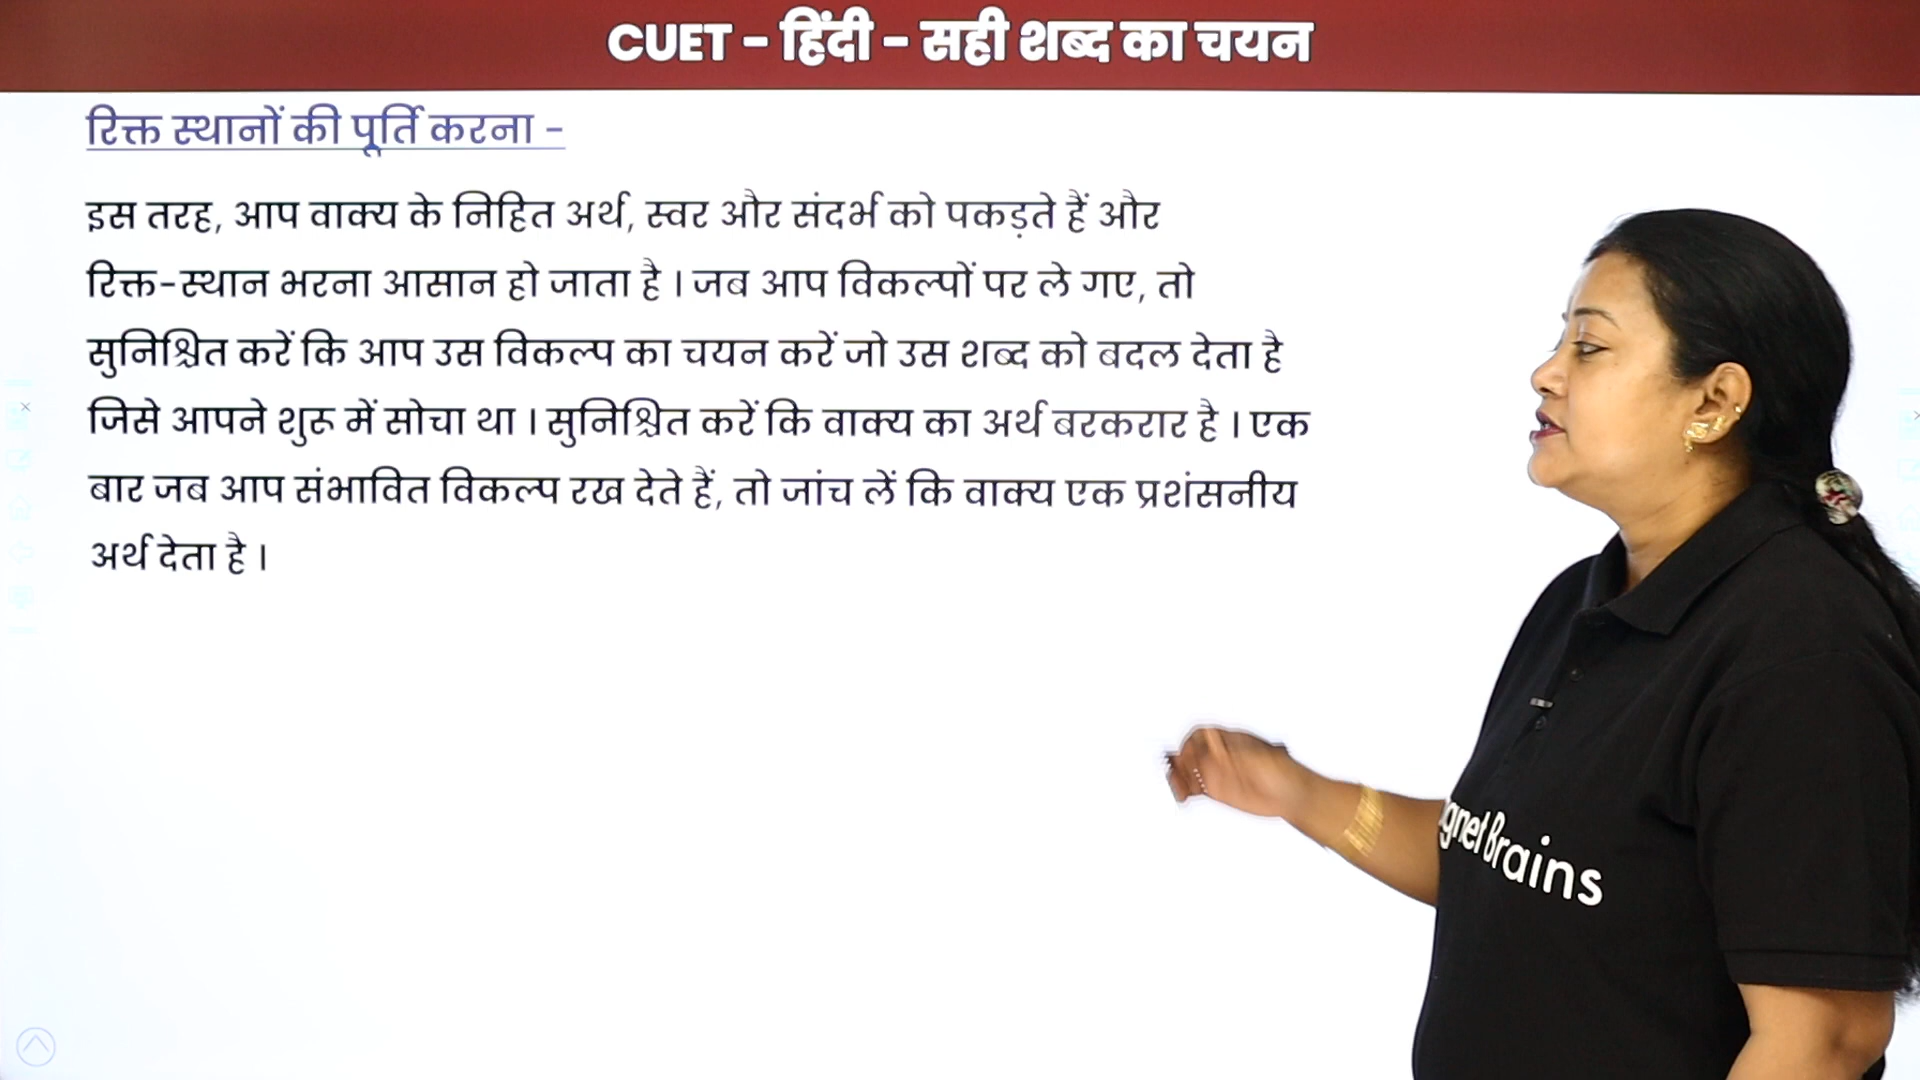 CUET - हिंदी - सही शब्द का चयन
रिक्त स्थानों की पूर्ति करना -
इस तरह, आप वाक्य के निहित अर्थ, स्वर और संदर्भ को पकड़ते हैं और
रिक्त-स्थान भरना आसान हो जाता है । जब आप विकल्पों पर ले गए, तो
सुनिश्चित करें कि आप उस विकल्प का चयन करें जो उस शब्द को बदल देता है
जिसे आपने शुरू में सोचा था । सुनिश्चित करें कि वाक्य का अर्थ बरकरार है । एक
बार जब आप संभावित विकल्प रख देते हैं, तो जांच लें कि वाक्य एक प्रशंसनीय
अर्थ देता है ।
gnet Brains